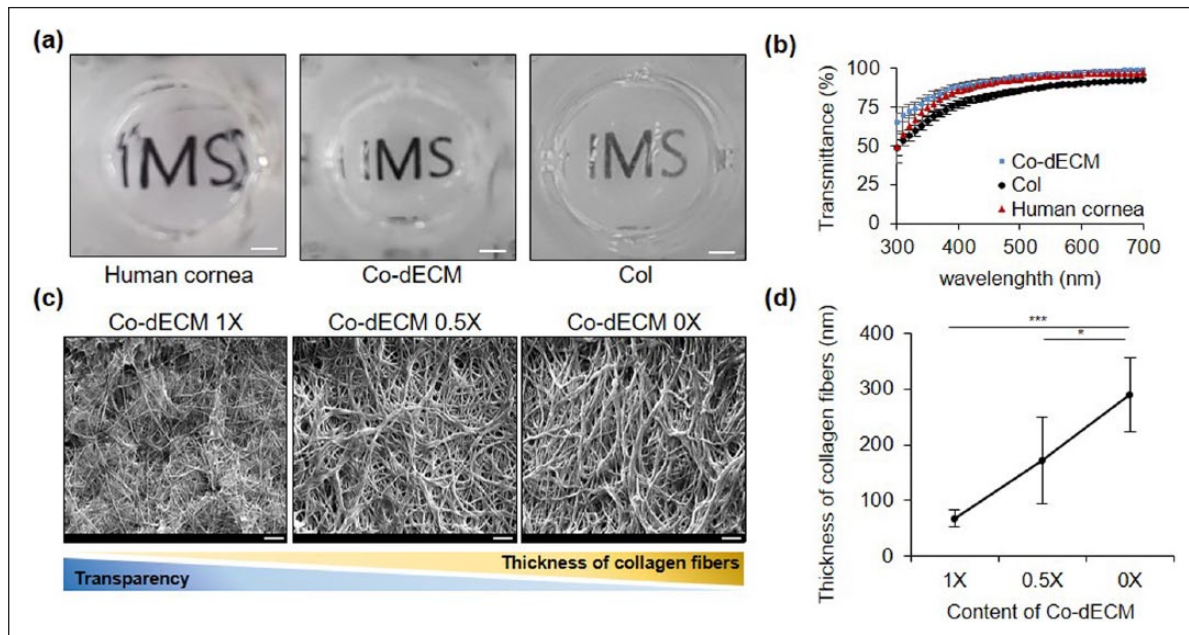 (a)
IMS
IMS
IMS
Human cornea
Co-dECM
Col
(b)
Transmittance (%)
100
75
50
25
0
Co-dECM
Col
Human cornea
300
400
500
600
700
wavelenghth (nm)
(c)
Co-dECM 1X
Co-dECM 0.5X
Co-dECM 0X
Thickness of collagen fibers
Transparency
(d)
Thickness of collagen fibers (nm)
400
300
200
100
0
***
*
1X
0.5X
0X
Content of Co-dECM